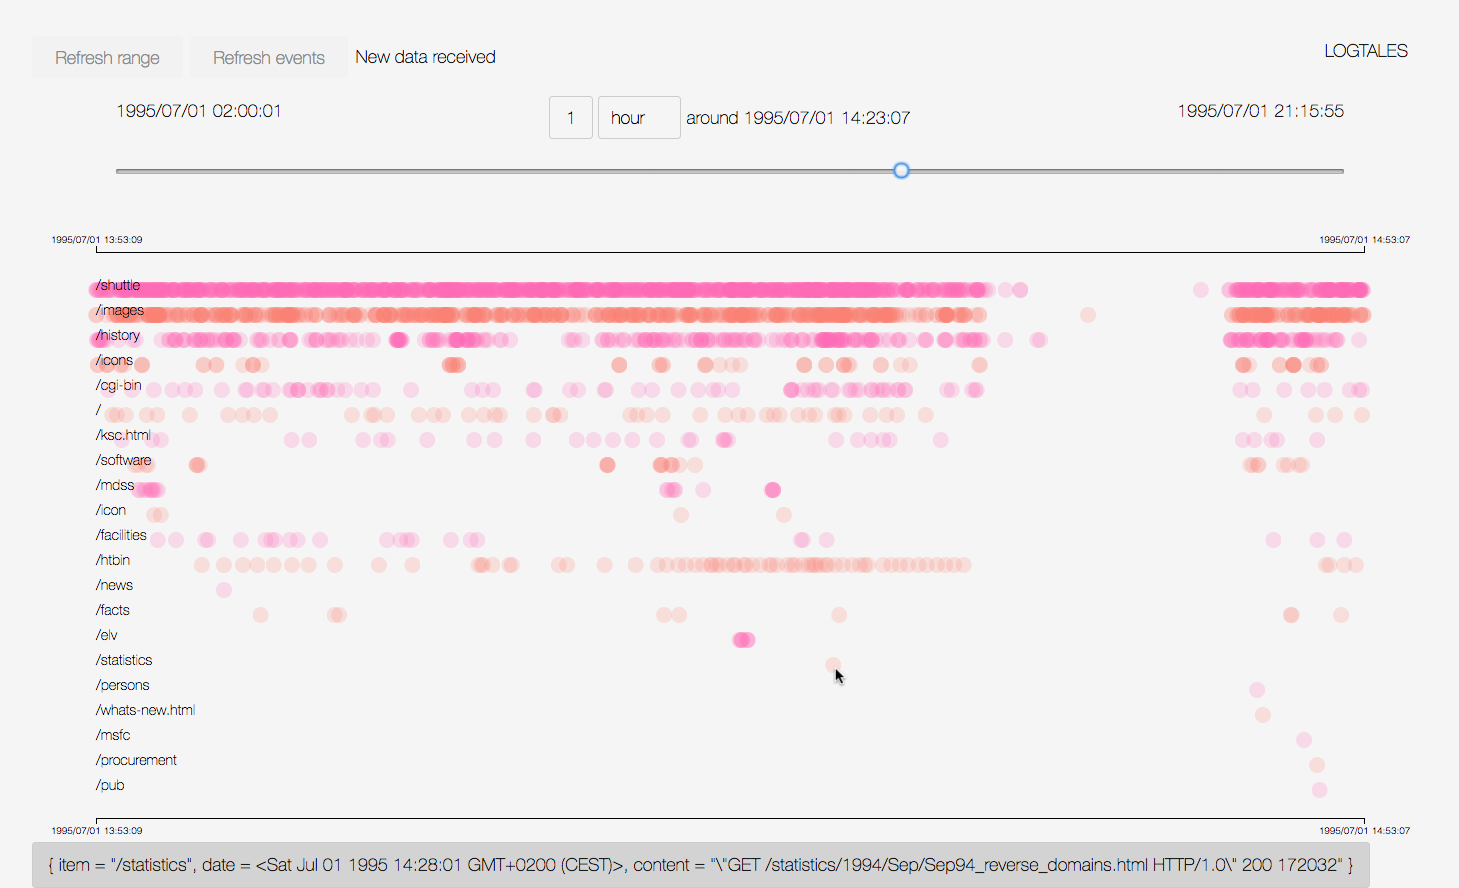 Refresh range Refresh events New data received LOGTALES
1995/07/01 02:00:01 1 hour around 1995/07/01 14:23:07 1995/07/01 21:15:55
1995/07/01 13:53:09 1995/07/01 14:53:07
/shuttle
/images
/history
/icons
/cgi-bin
/
/ksc.html
/software
/mdss
/icon
/facilities
/htbin
/news
/facts
/elv
/statistics
/persons
/whats-new.html
/msfc
/procurement
/pub
1995/07/01 13:53:09 1995/07/01 14:53:07
{ item = "/statistics", date = <Sat Jul 01 1995 14:28:01 GMT+0200 (CEST)>, content = "\"GET /statistics/1994/Sep/Sep94_reverse_domains.html HTTP/1.0\" 200 172032" }